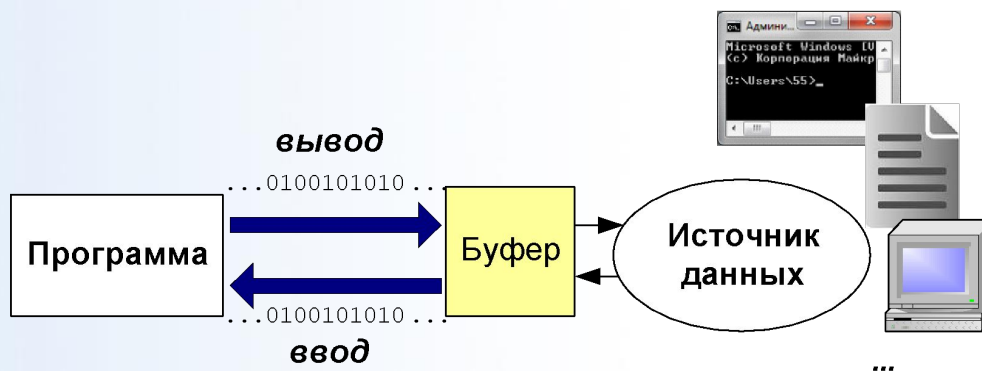 Админи...
Microsoft Windows [V
(c) Корпорация Майкр
C:\Users\55>_
вывод
...0100101010 ...
Программа
Буфер
Источник
данных
...0100101010 ...
ввод
...